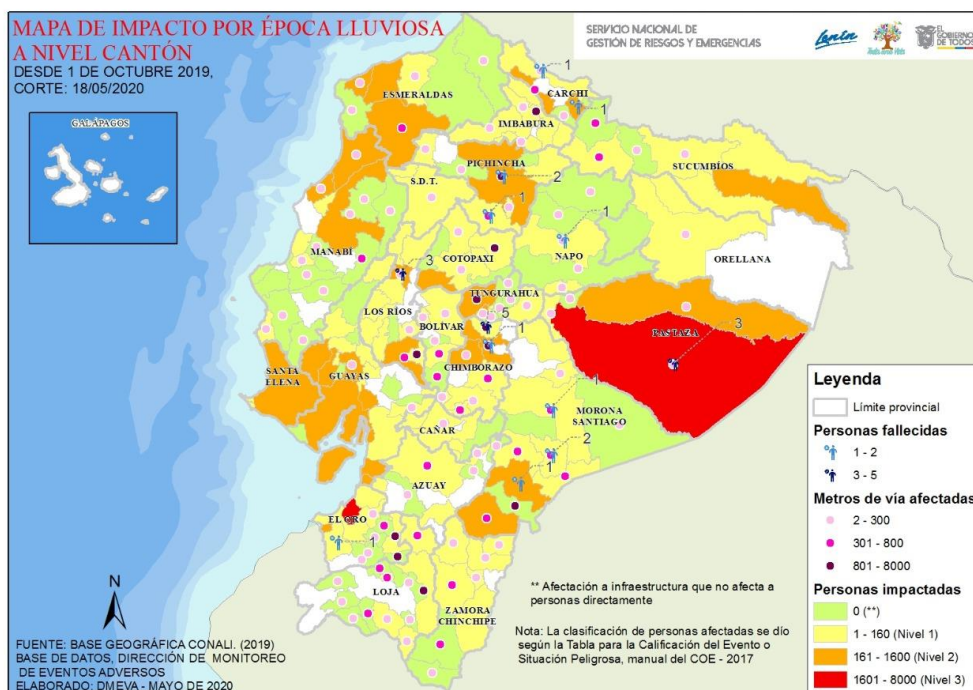 MAPA DE IMPACTO POR ÉPOCA LLUVIOSA
A NIVEL CANTÓN
DESDE 1 DE OCTUBRE 2019,
CORTE: 18/05/2020
SERVICIO NACIONAL DE
GESTIÓN DE RIESGOS Y EMERGENCIAS
Lenín
EL
GOBIERNO
DE TODOS
GALÁPAGOS
1
CARCHI
ESMERALDAS
1
IMBABURA
SUCUMBÍOS
PICHINCHA
2
S.D.T.
1
1
MANABÍ
COTOPAXI
NAPO
ORELLANA
3
TUNGURAHUA
LOS RÍOS
BOLÍVAR
5
1
PASTAZA
3
SANTA
ELENA
GUAYAS
CHIMBORAZO
1
MORONA
SANTIAGO
CAÑAR
2
AZUAY
1
EL ORO
1
LOJA
ZAMORA
CHINCHIPE
N
Leyenda
Límite provincial
Personas fallecidas
1 - 2
3 - 5
Metros de vía afectadas
2 - 300
301 - 800
801 - 8000
Personas impactadas
0 (**)
1 - 160 (Nivel 1)
161 - 1600 (Nivel 2)
1601 - 8000 (Nivel 3)
** Afectación a infraestructura que no afecta a
personas directamente
Nota: La clasificación de personas afectadas se dío
según la Tabla para la Calificación del Evento o
Situación Peligrosa, manual del COE - 2017
FUENTE: BASE GEOGRÁFICA CONALI. (2019)
BASE DE DATOS, DIRECCIÓN DE MONITOREO
DE EVENTOS ADVERSOS
ELABORADO: DMEVA - MAYO DE 2020